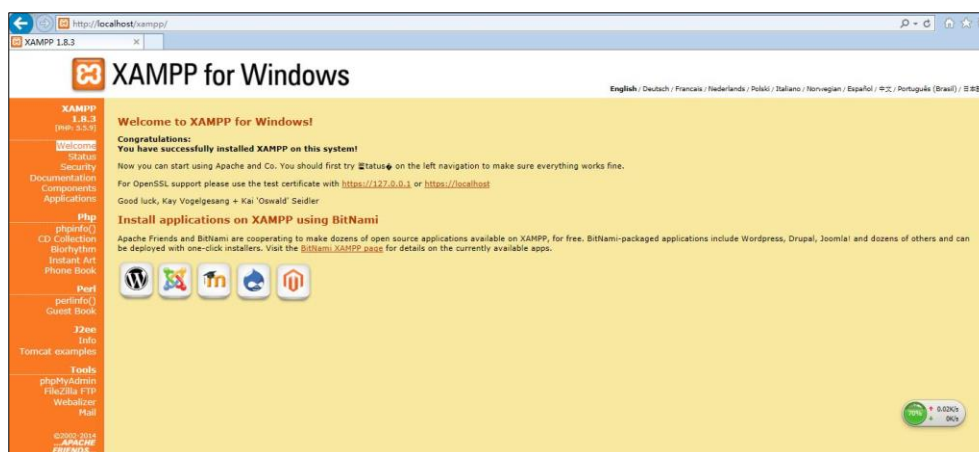 http://localhost/xampp/
XAMPP 1.8.3
XAMPP for Windows
English / Deutsch / Francais / Nederlands / Polski / Italiano / Norwegian / Español / 中文 / Português (Brasil) / 日本語
XAMPP
1.8.3
[PHP: 5.5.9]
Welcome
Status
Security
Documentation
Components
Applications
Php
phpinfo()
CD Collection
Biorhythm
Instant Art
Phone Book
Perl
perlinfo()
Guest Book
J2ee
Info
Tomcat examples
Tools
phpMyAdmin
FileZilla FTP
Webalizer
Mail
©2002-2014
...APACHE
FRIENDS...
Welcome to XAMPP for Windows!
Congratulations:
You have successfully installed XAMPP on this system!
Now you can start using Apache and Co. You should first try tatus� on the left navigation to make sure everything works fine.
For OpenSSL support please use the test certificate with https://127.0.0.1 or https://localhost
Good luck, Kay Vogelgesang + Kai 'Oswald' Seidler
Install applications on XAMPP using BitNami
Apache Friends and BitNami are cooperating to make dozens of open source applications available on XAMPP, for free. BitNami-packaged applications include Wordpress, Drupal, Joomla! and dozens of others and can
be deployed with one-click installers. Visit the BitNami XAMPP page for details on the currently available apps.
70%
0.02K/s
0K/s